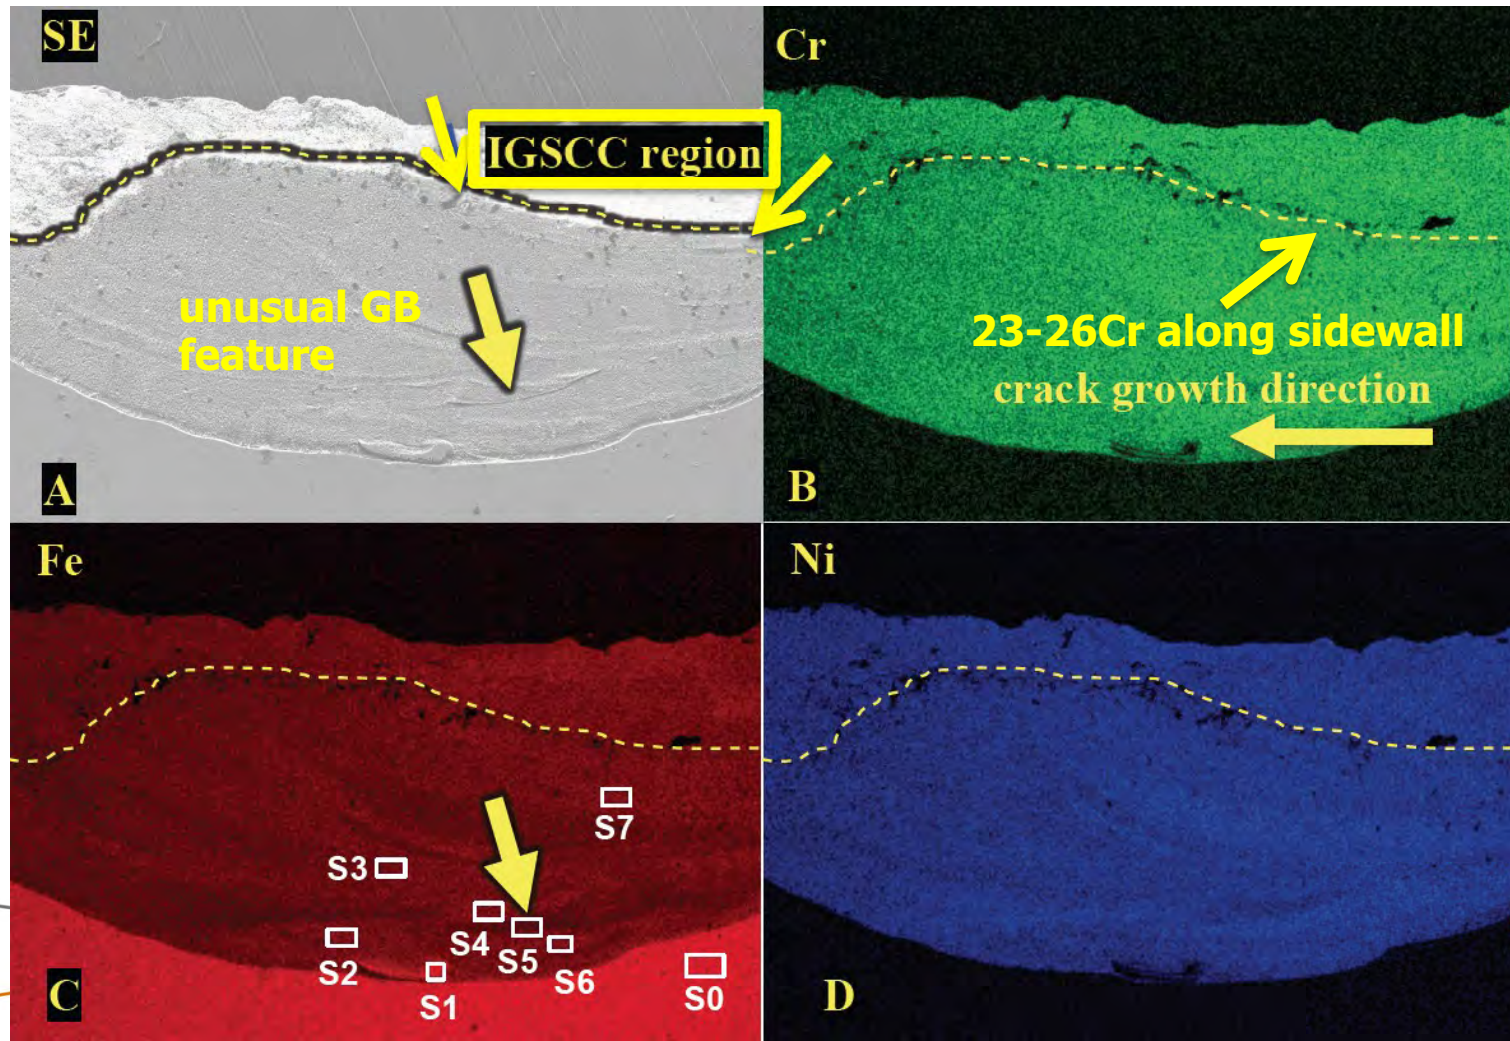 SE
IGSCC region
unusual GB
feature
A
Cr
23-26Cr along sidewall
crack growth direction
B
Fe
S7
S3
S4
S5
S2
S6
S1
S0
C
Ni
D